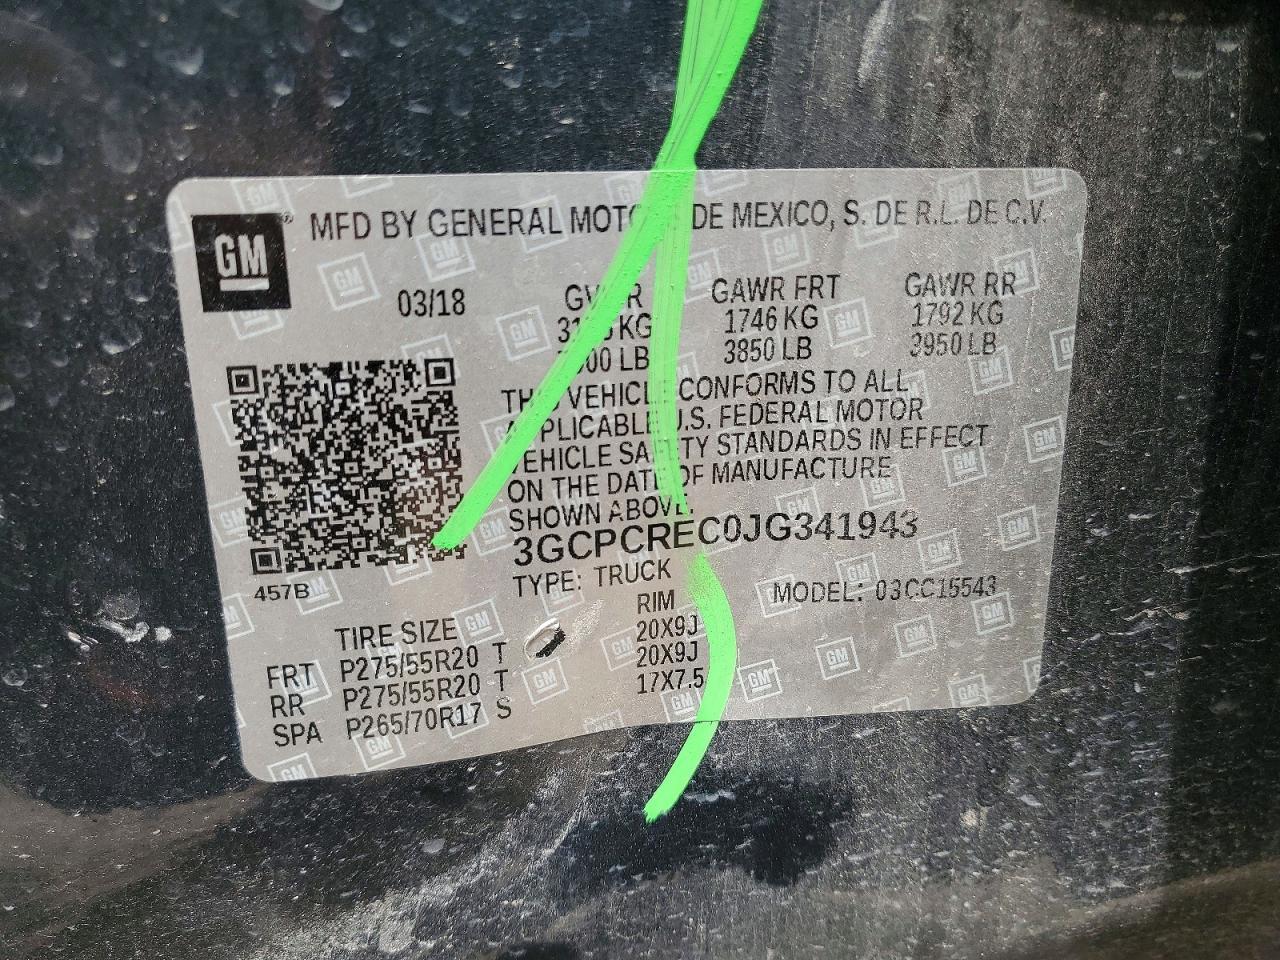 GM
MFD BY GENERAL DE MEXICO, S. DE R.L. DE C.V.
03/18
GAWR FRT GAWR RR
KG 1746 KG 1792 KG
LB 3850 LB 3950 LB
VEHICLE CONFORMS TO ALL
U.S. FEDERAL MOTOR
VEHICLE STANDARDS IN EFFECT
ON THE DATE OF MANUFACTURE
SHOWN ABOVE.
3GCPCREC0JG341943
457B
TYPE: TRUCK MODEL: 03CC15543
TIRE SIZE RIM
FRT P275/55R20 T 20X9J
RR P275/55R20 T 20X9J
SPA P265/70R17 S 17X7.5